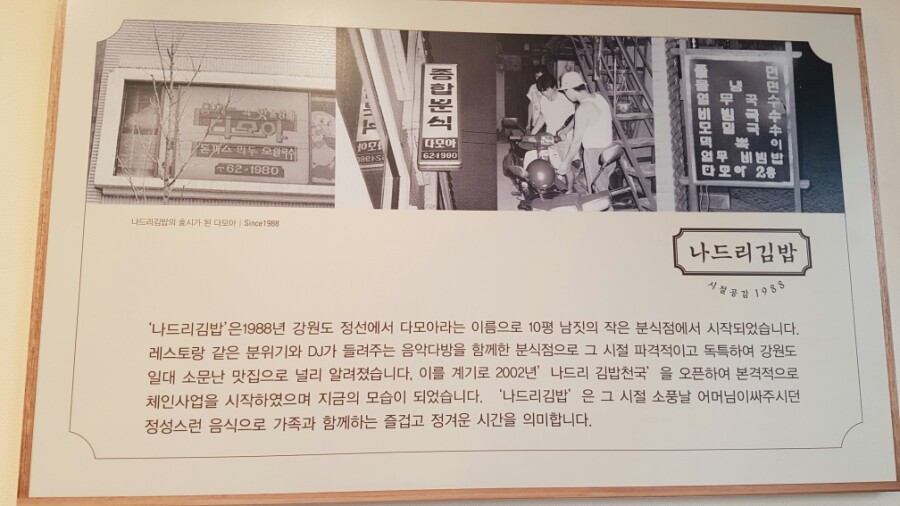 다모아
돈까스·만두·모밀국수
62-1980
종합분식
다모아
62-1980
다모아 2층
나드리김밥의 효시가 된 다모아 | Since1988
나드리김밥
시절공감 1988
‘나드리김밥’은1988년 강원도 정선에서 다모아라는 이름으로 10평 남짓의 작은 분식점에서 시작되었습니다.
레스토랑 같은 분위기와 DJ가 들려주는 음악다방을 함께한 분식점으로 그 시절 파격적이고 독특하여 강원도
일대 소문난 맛집으로 널리 알려졌습니다. 이를 계기로 2002년’ 나드리 김밥천국’ 을 오픈하여 본격적으로
체인사업을 시작하였으며 지금의 모습이 되었습니다. ‘나드리김밥’ 은 그 시절 소풍날 어머님이싸주시던
정성스런 음식으로 가족과 함께하는 즐겁고 정겨운 시간을 의미합니다.